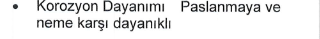 • Korozyon Dayanımı Paslanmaya ve
neme karşı dayanıklı